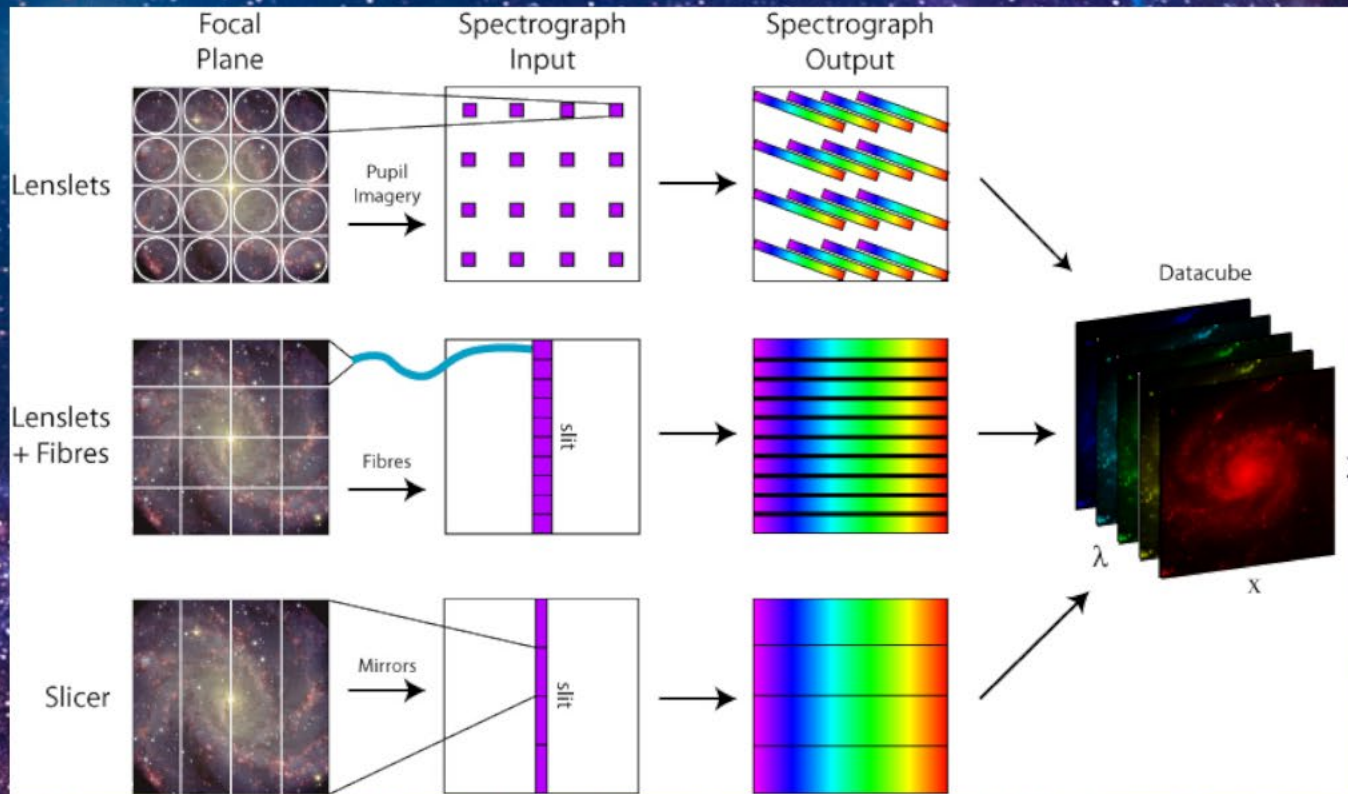 Focal
Plane
Spectrograph
Input
Spectrograph
Output
Lenslets
Pupil
Imagery
Datacube
Lenslets
+ Fibres
Fibres
slit
λ
x
Slicer
Mirrors
slit